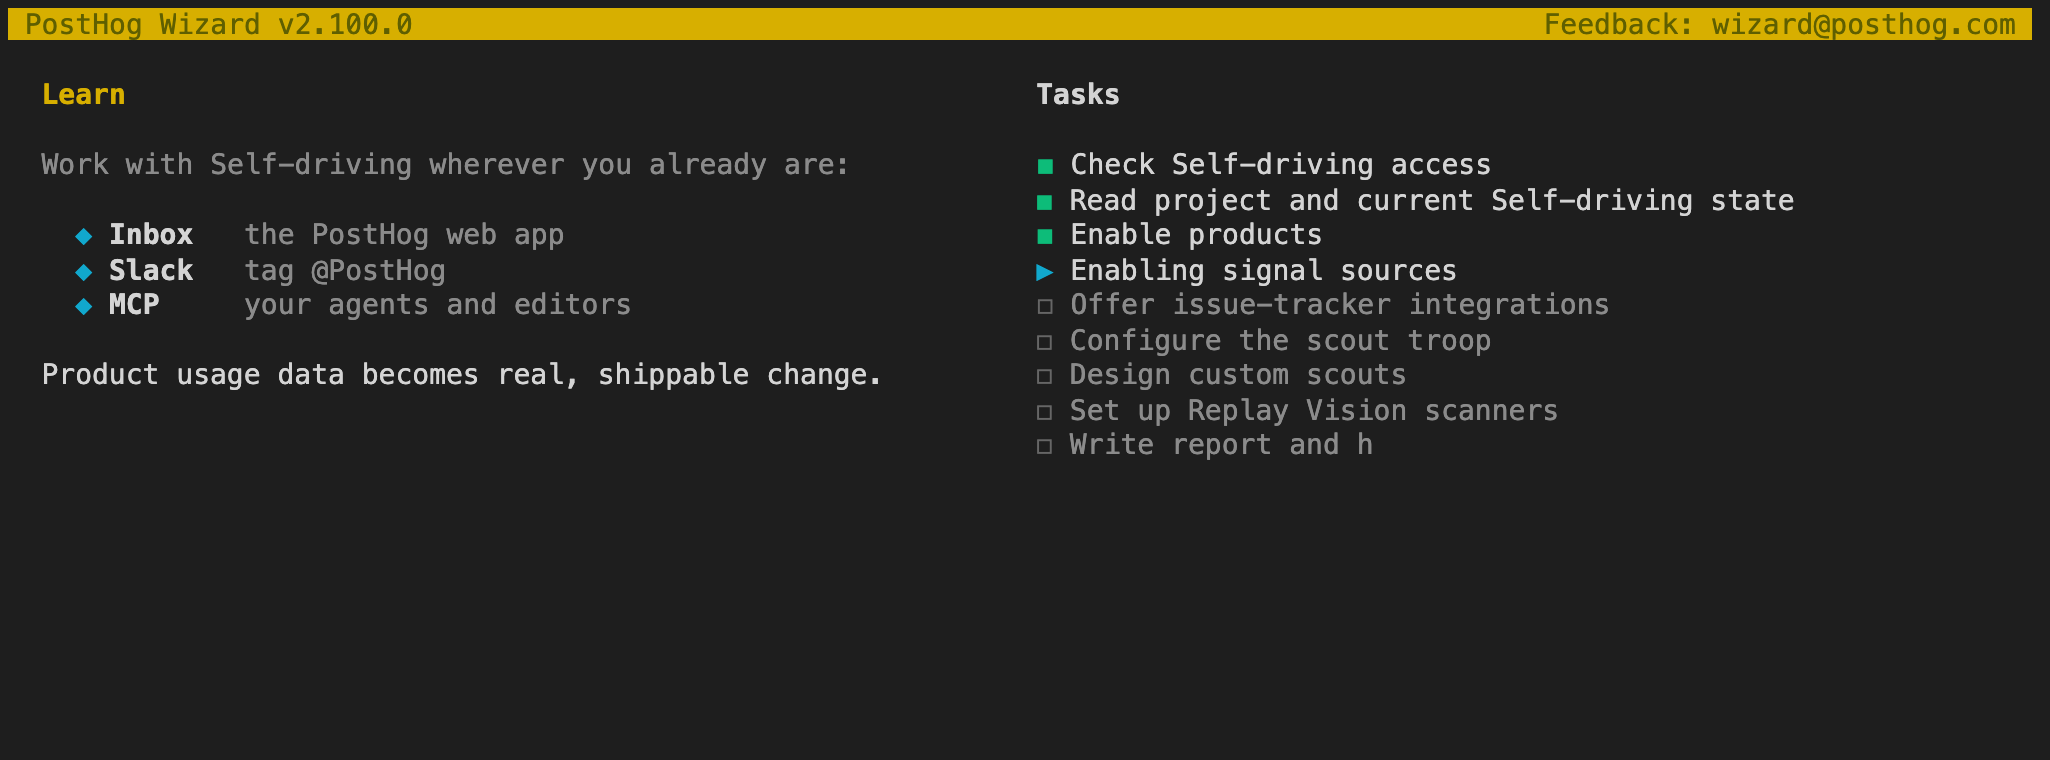 PostHog Wizard v2.100.0
Feedback: wizard@posthog.com
Learn
Work with Self-driving wherever you already are:
Inbox the PostHog web app
Slack tag @PostHog
MCP your agents and editors
Product usage data becomes real, shippable change.
Tasks
Check Self-driving access
Read project and current Self-driving state
Enable products
Enabling signal sources
Offer issue-tracker integrations
Configure the scout troop
Design custom scouts
Set up Replay Vision scanners
Write report and h